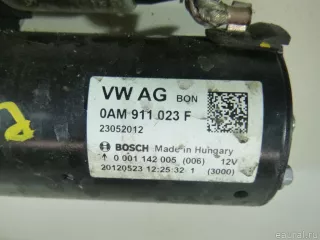 VW AG BQN
0AM 911 023 F
23052012
BOSCH Made in Hungary
0 001 142 005 (006) 12V
20120523 12:25:32 1 (3000)